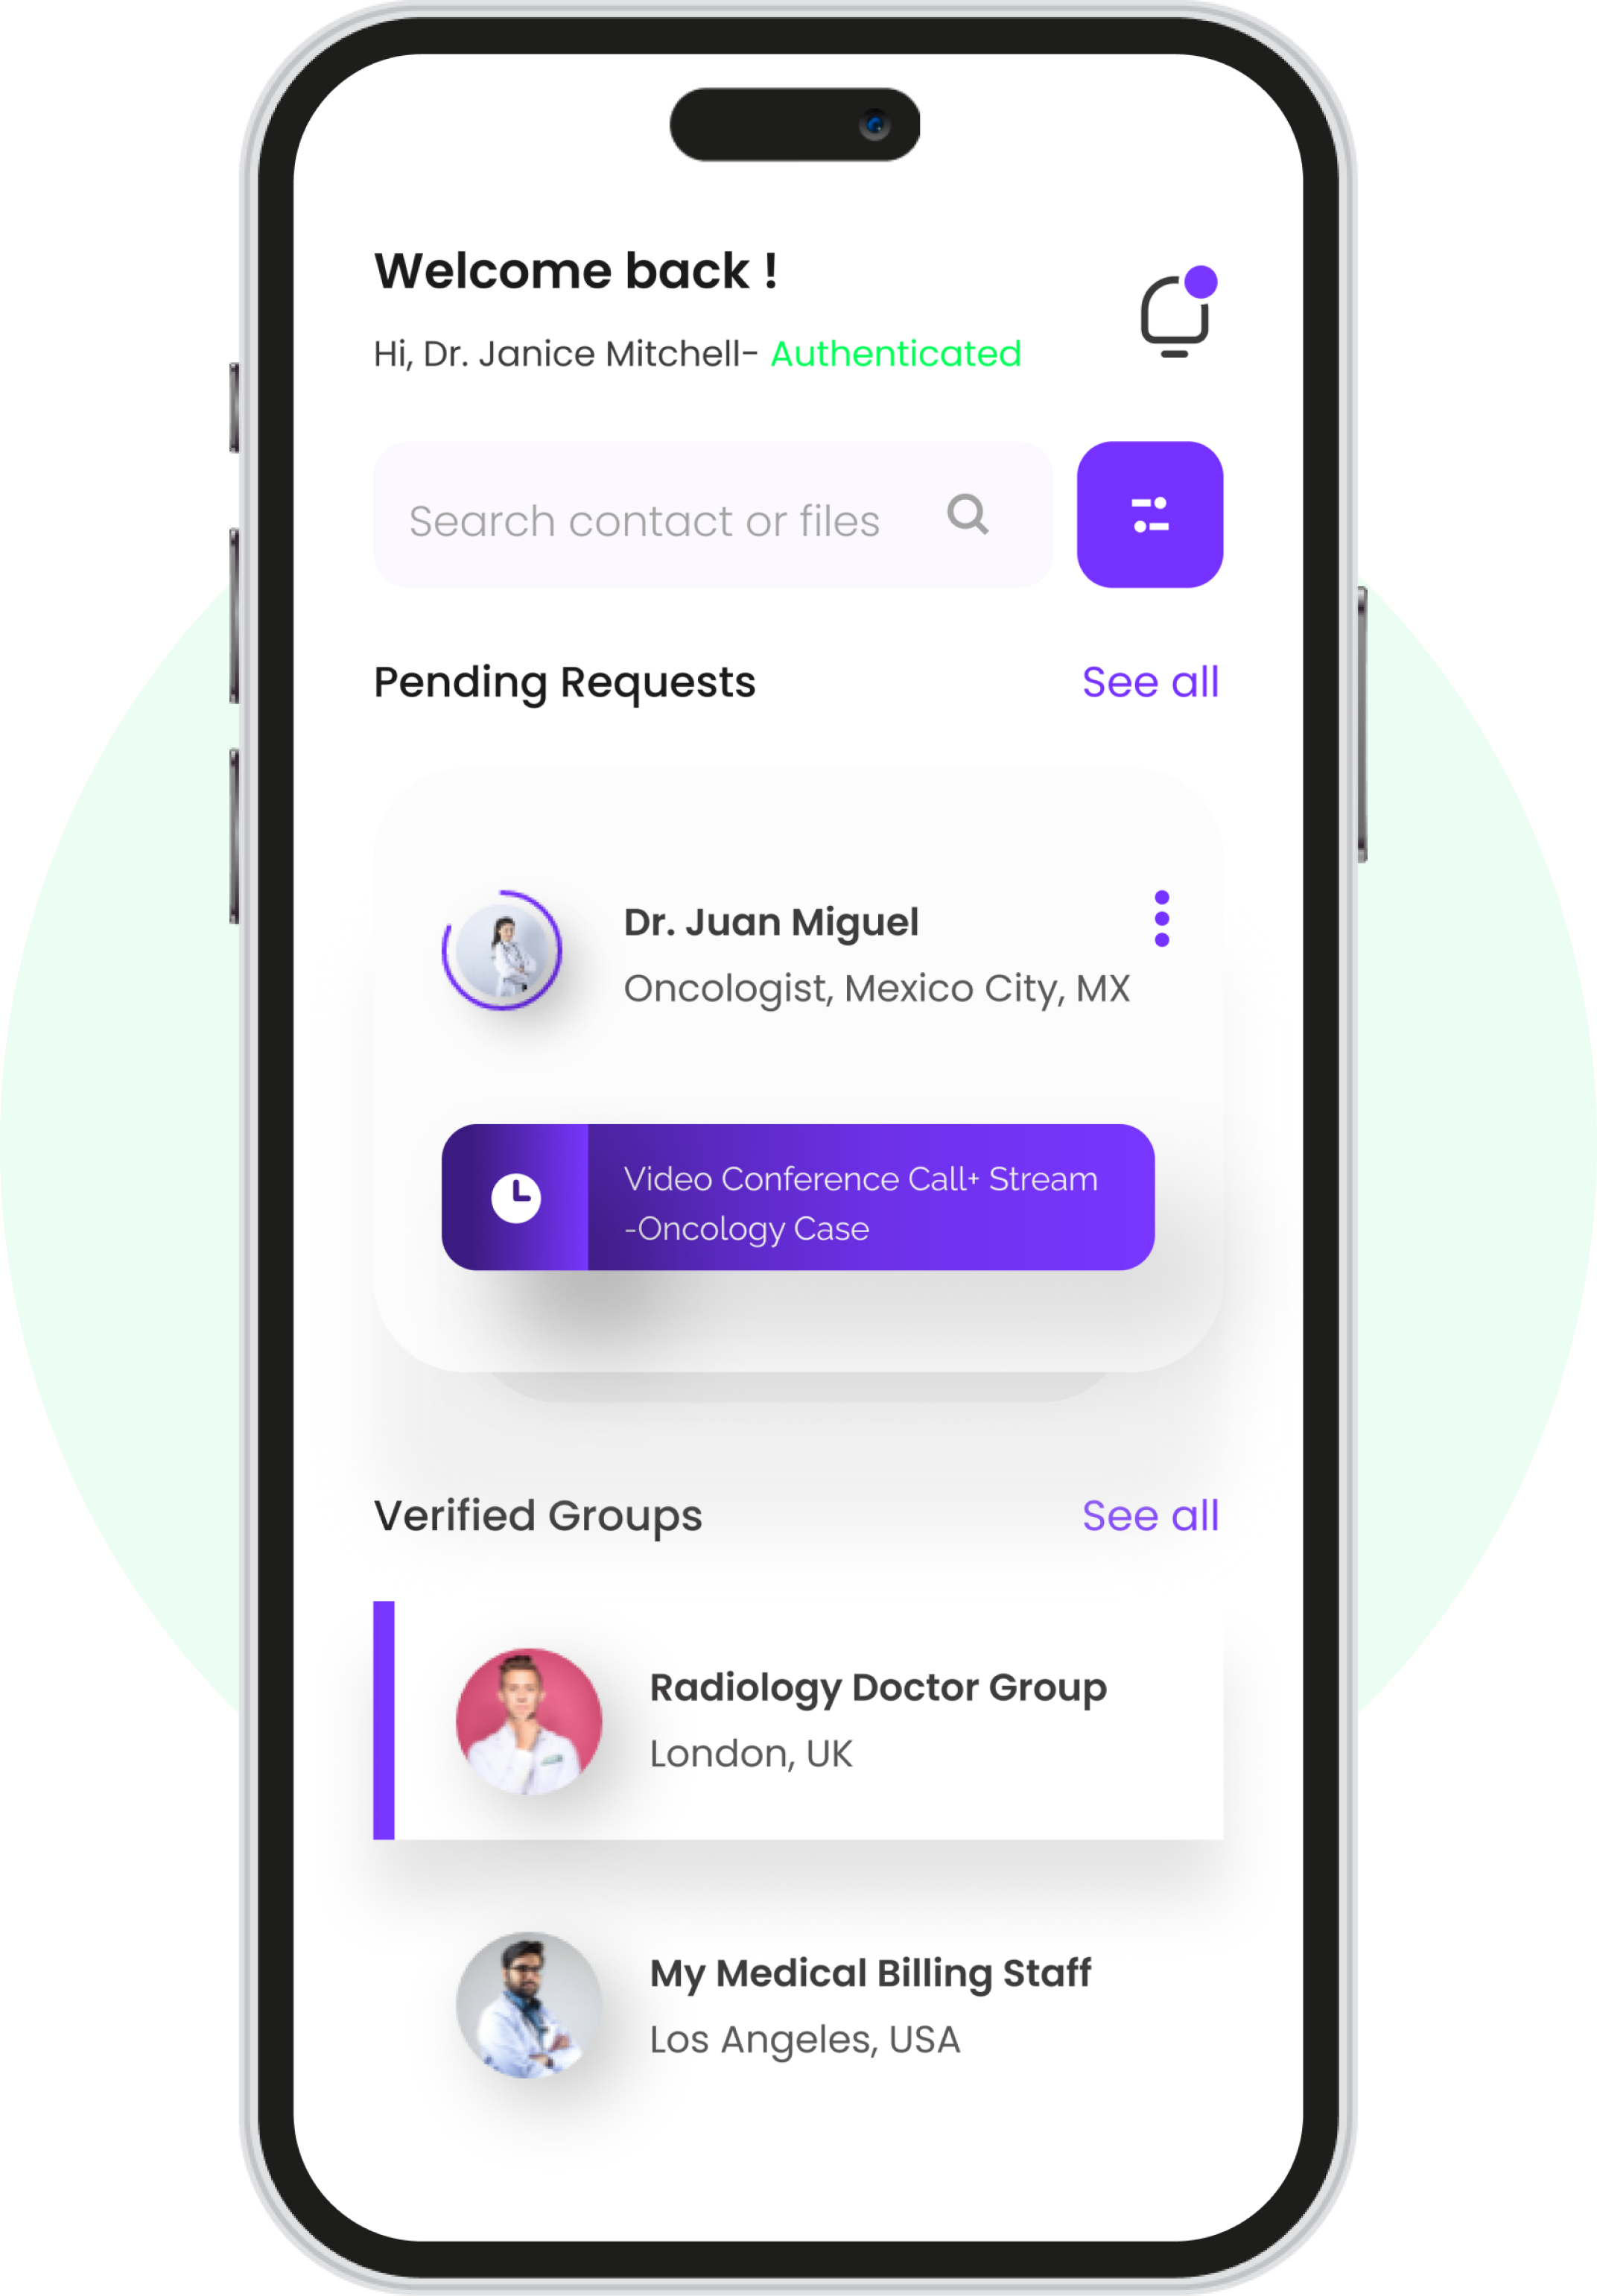 Welcome back !
Hi, Dr. Janice Mitchell- Authenticated
Search contact or files
Pending Requests See all
Dr. Juan Miguel
Oncologist, Mexico City, MX
Video Conference Call+ Stream
-Oncology Case
Verified Groups See all
Radiology Doctor Group
London, UK
My Medical Billing Staff
Los Angeles, USA